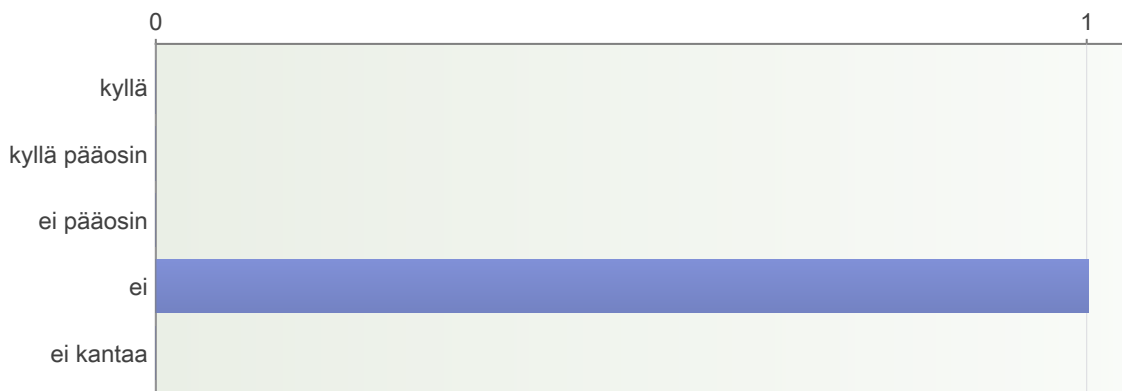 0 1
kyllä
kyllä pääosin
ei pääosin
ei
ei kantaa